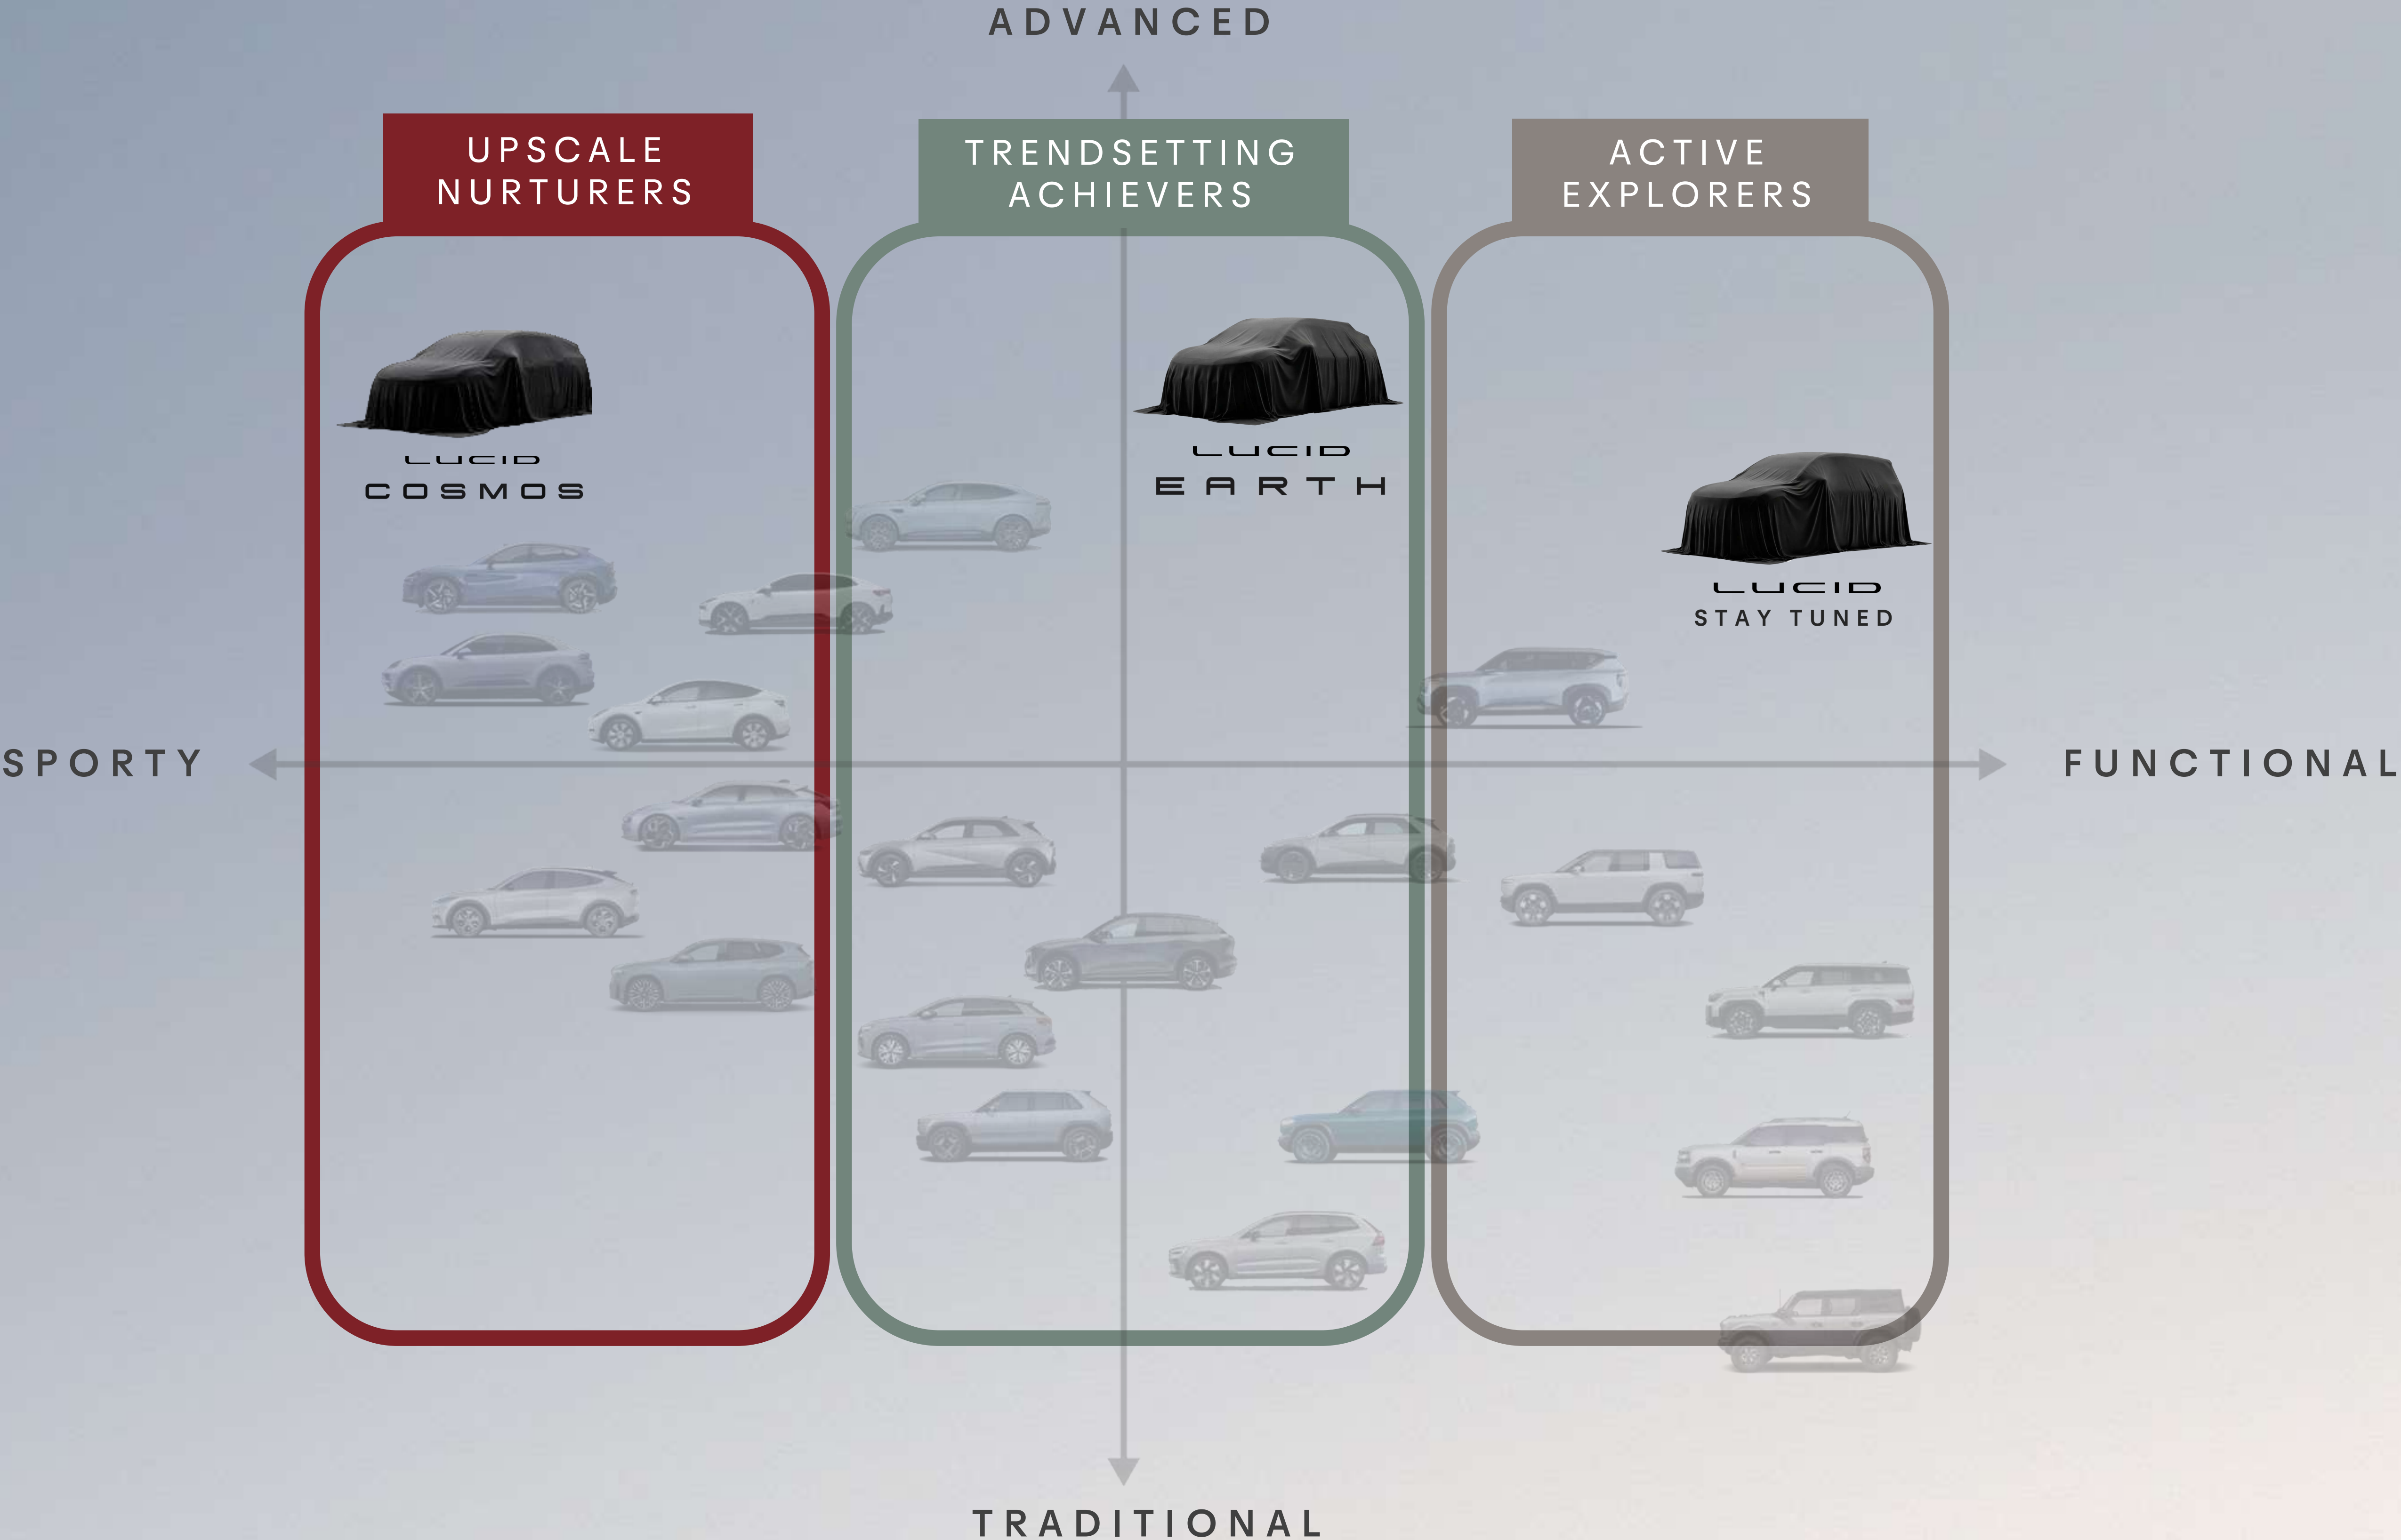 ADVANCED
UPSCALE
NURTURERS
TRENDSETTING
ACHIEVERS
ACTIVE
EXPLORERS
LUCID
COSMOS
LUCID
EARTH
LUCID
STAY TUNED
SPORTY
FUNCTIONAL
TRADITIONAL